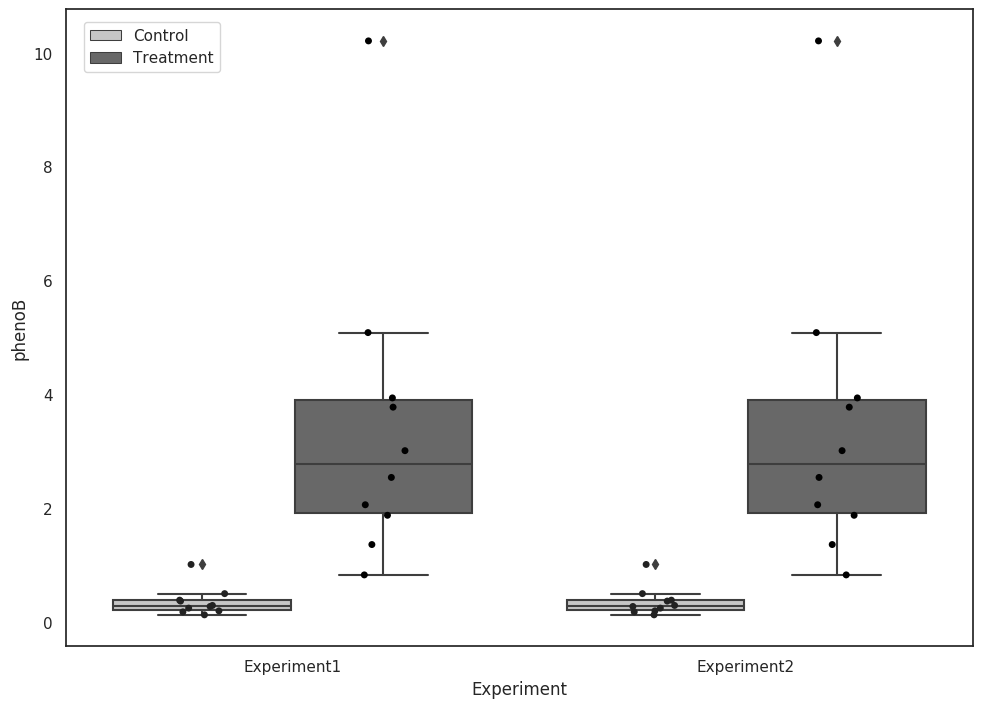 Control
Treatment
10
8
6
4
2
0
phenoB
Experiment1
Experiment2
Experiment